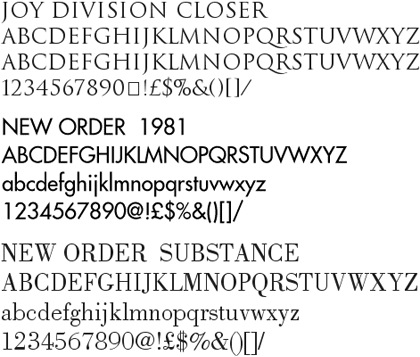 JOY DIVISION CLOSER
ABCDEFGHIJKLMNOPQRSTUVWXYZ
ABCDEFGHIJKLMNOPQRSTUVWXYZ
1234567890□!£$%&()[]/
NEW ORDER 1981
ABCDEFGHIJKLMNOPQRSTUVWXYZ
abcdefghijklmnopqrstuvwxyz
1234567890@!£$%&()[]/
NEW ORDER SUBSTANCE
ABCDEFGHIJKLMNOPQRSTUVWXYZ
abcdefghijklmnopqrstuvwxyz
1234567890@!£$%&()[]/